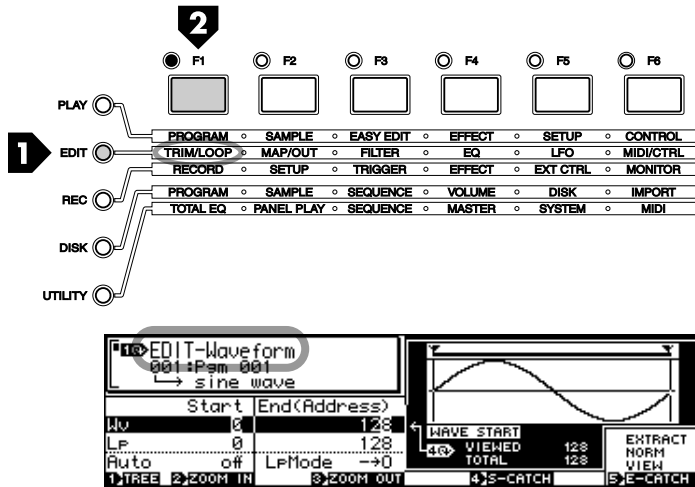 2
F1 F2 F3 F4 F5 F6
PLAY
PROGRAM SAMPLE EASY EDIT EFFECT SETUP CONTROL
1 EDIT
TRIM/LOOP MAP/OUT FILTER EQ LFO MIDI/CTRL
RECORD SETUP TRIGGER EFFECT EXT CTRL MONITOR
REC
PROGRAM SAMPLE SEQUENCE VOLUME DISK IMPORT
TOTAL EQ PANEL PLAY SEQUENCE MASTER SYSTEM MIDI
DISK
UTILITY
EDIT-Waveform
001:Pgm 001
sine wave
Start End(Address)
Wv 0 128
Lp 0 128
Auto off LpMode →O
WAVE START
VIEWED 128
TOTAL 128
EXTRACT
NORM
VIEW
1 TREE 2 ZOOM IN 3 ZOOM OUT 4 S-CATCH 5 E-CATCH